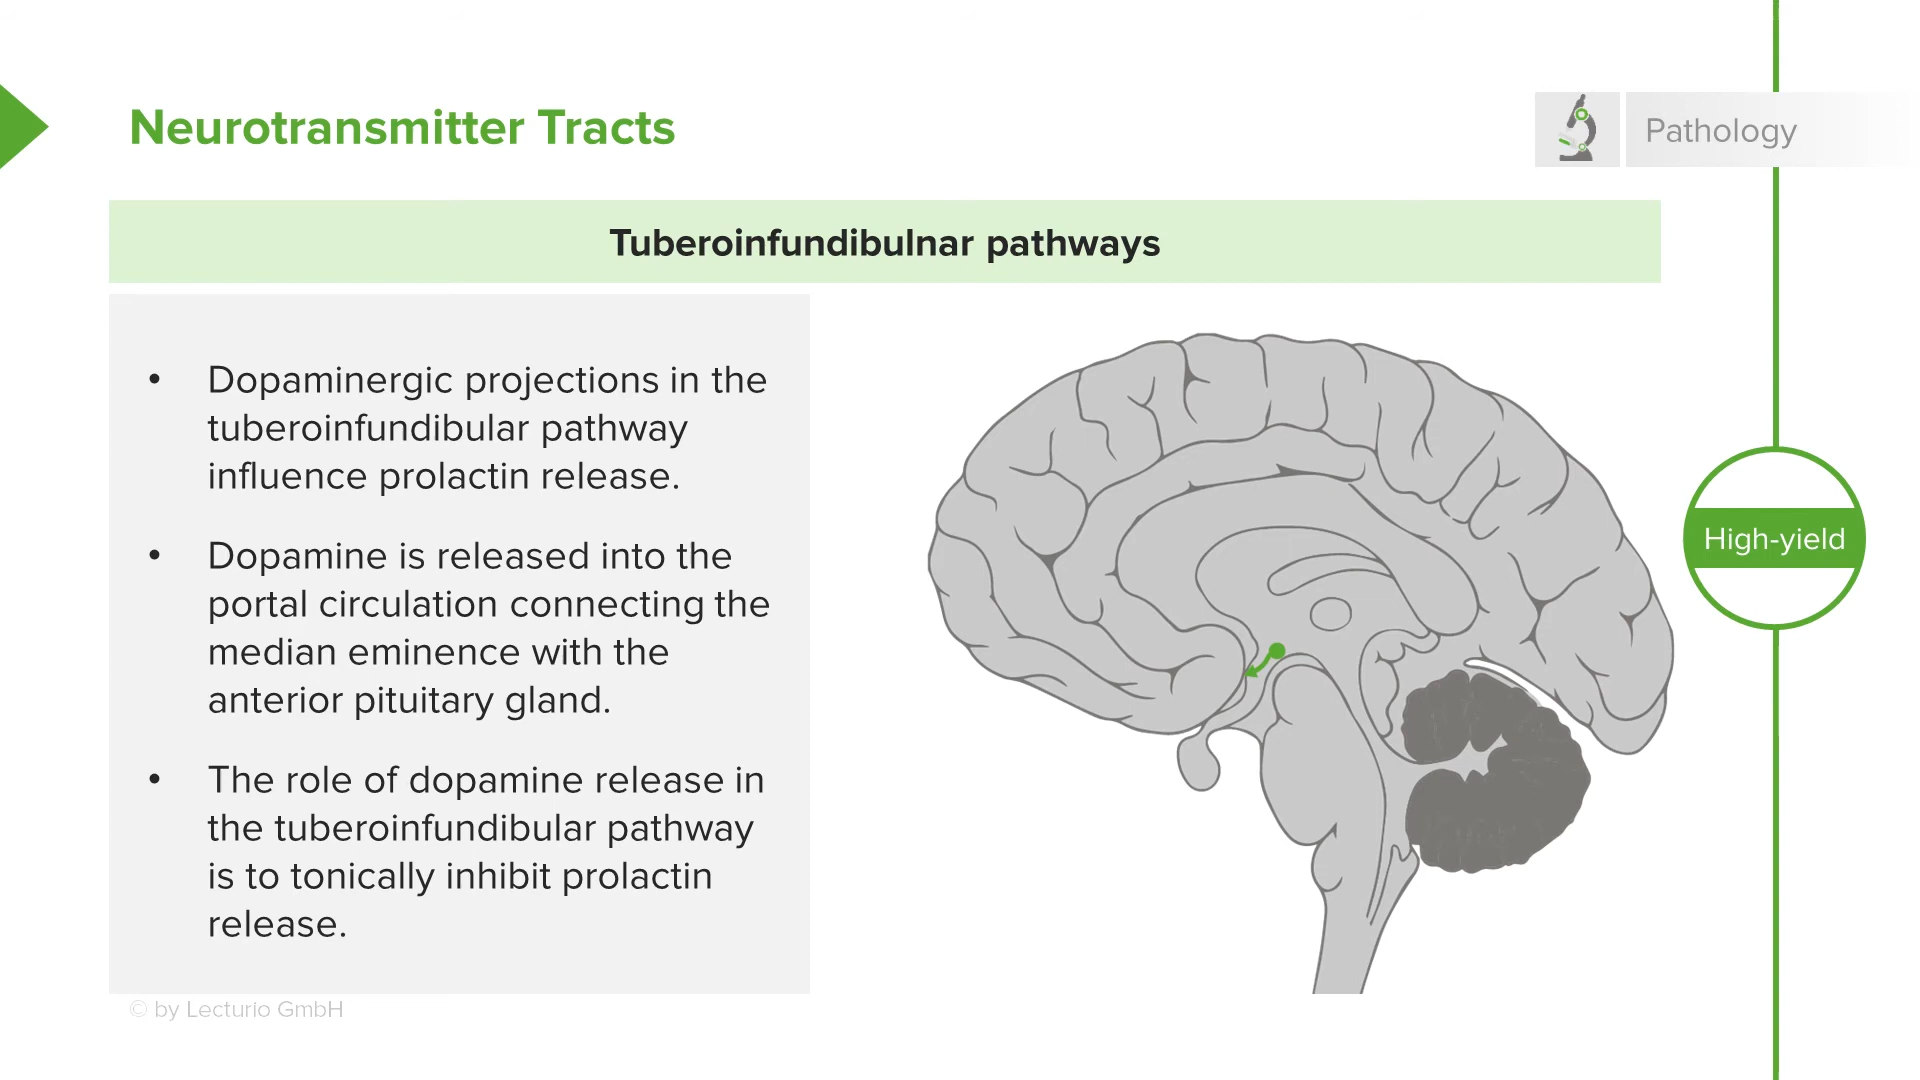 Neurotransmitter Tracts
Pathology
Tuberoinfundibulnar pathways
• Dopaminergic projections in the
tuberoinfundibular pathway
influence prolactin release.
• Dopamine is released into the
portal circulation connecting the
median eminence with the
anterior pituitary gland.
• The role of dopamine release in
the tuberoinfundibular pathway
is to tonically inhibit prolactin
release.
High-yield
© by Lecturio GmbH